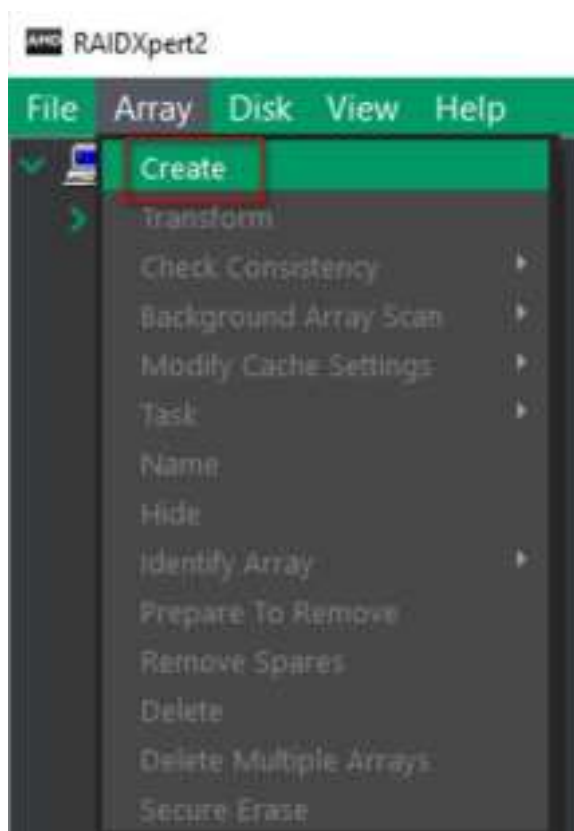 AMD RAIDXpert2
File Array Disk View Help
Create
Transform
Check Consistency
Background Array Scan
Modify Cache Settings
Task
Name
Hide
Identify Array
Prepare To Remove
Remove Spares
Delete
Delete Multiple Arrays
Secure Erase